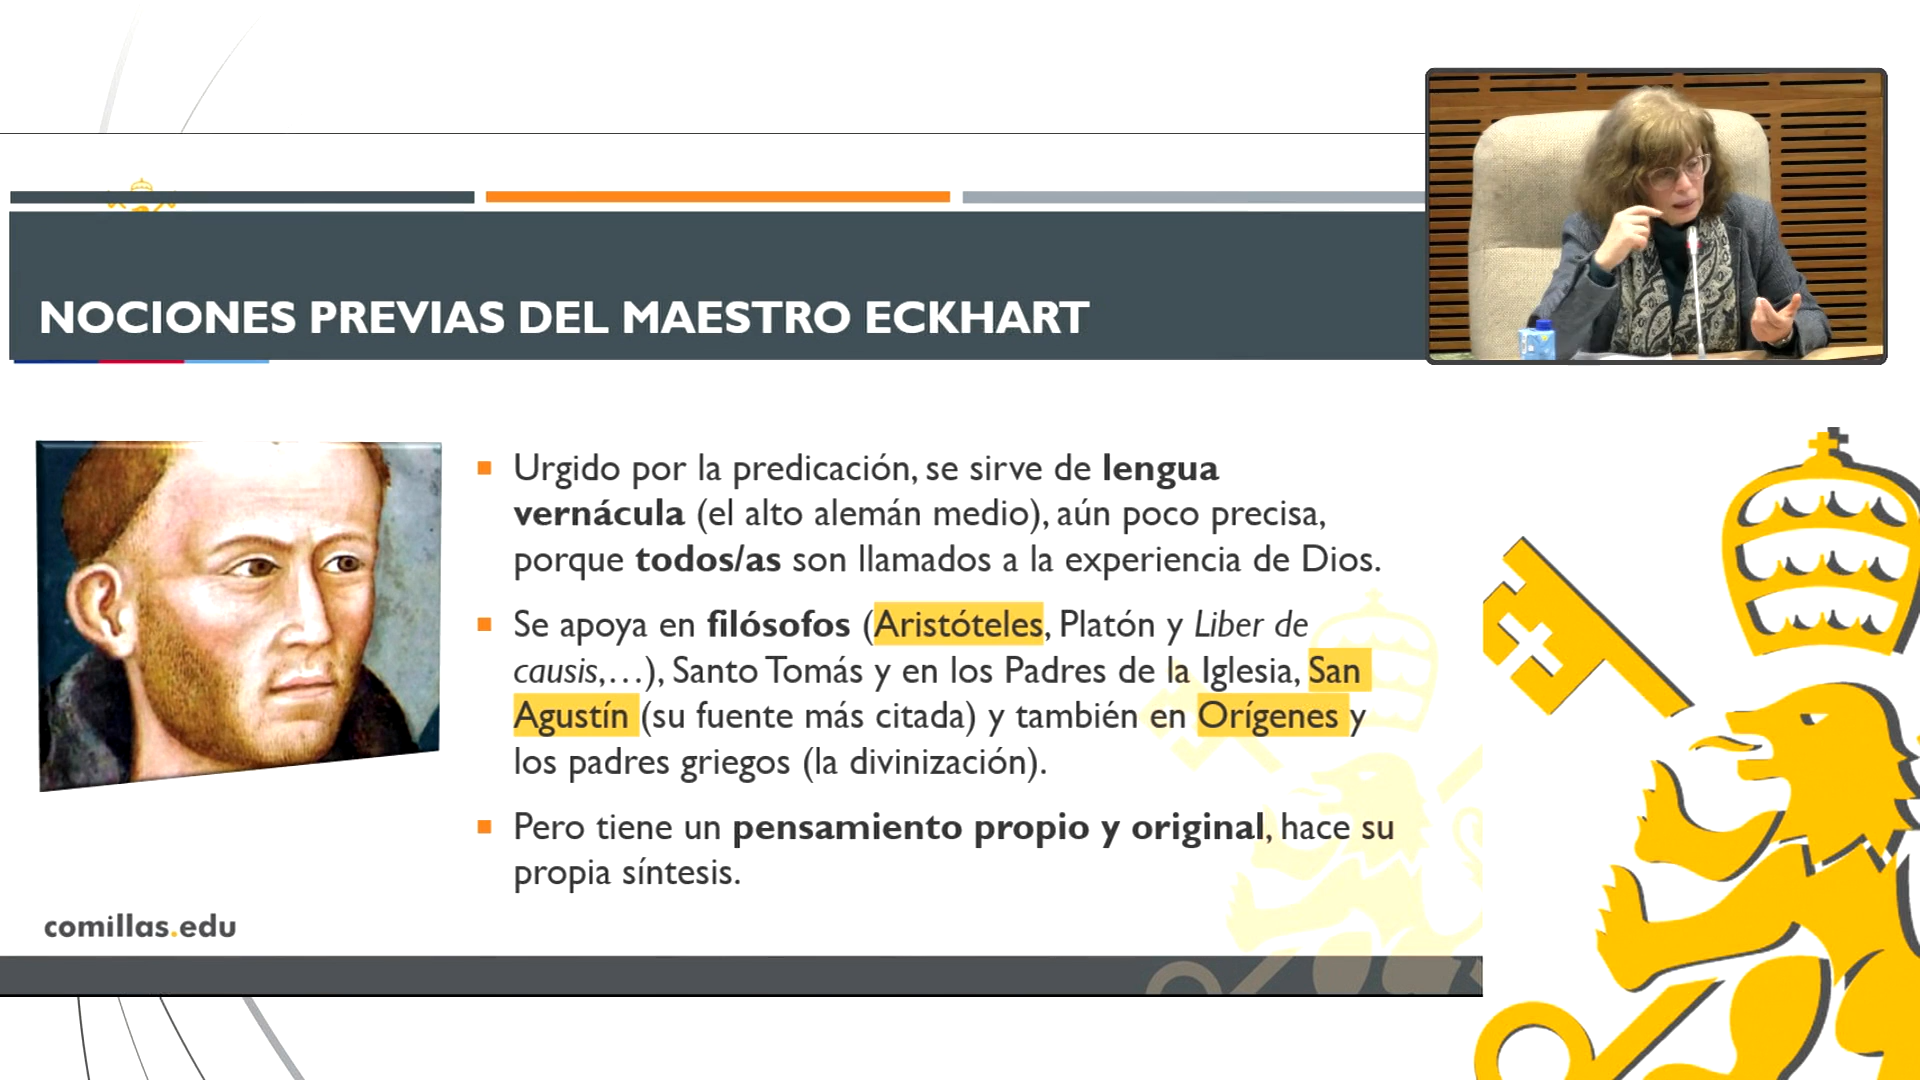 NOCIONES PREVIAS DEL MAESTRO ECKHART
Urgido por la predicación, se sirve de lengua
vernácula (el alto alemán medio), aún poco precisa,
porque todos/as son llamados a la experiencia de Dios.
Se apoya en filósofos (Aristóteles, Platón y Liber de
causis,…), Santo Tomás y en los Padres de la Iglesia, San
Agustín (su fuente más citada) y también en Orígenes y
los padres griegos (la divinización).
Pero tiene un pensamiento propio y original, hace su
propia síntesis.
comillas.edu